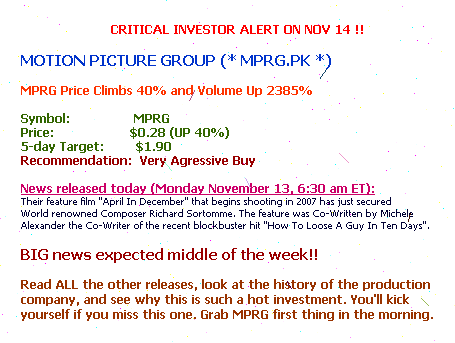 CRITICAL INVESTOR ALERT ON NOV 14 !!
MOTION PICTURE GROUP (* MPRG.PK *)
MPRG Price Climbs 40% and Volume Up 2385%
Symbol: MPRG
Price: $0.28 (UP 40%)
5-day Target: $1.90
Recommendation: Very Agressive Buy
News released today (Monday November 13, 6:30 am ET):
Their feature film "April In December" that begins shooting in 2007 has just secured
World renowned Composer Richard Sortomme. The feature was Co-Written by Michele
Alexander the Co-Writer of the recent blockbuster hit "How To Loose A Guy In Ten Days".
BIG news expected middle of the week!!
Read ALL the other releases, look at the history of the production
company, and see why this is such a hot investment. You'll kick
yourself if you miss this one. Grab MPRG first thing in the morning.